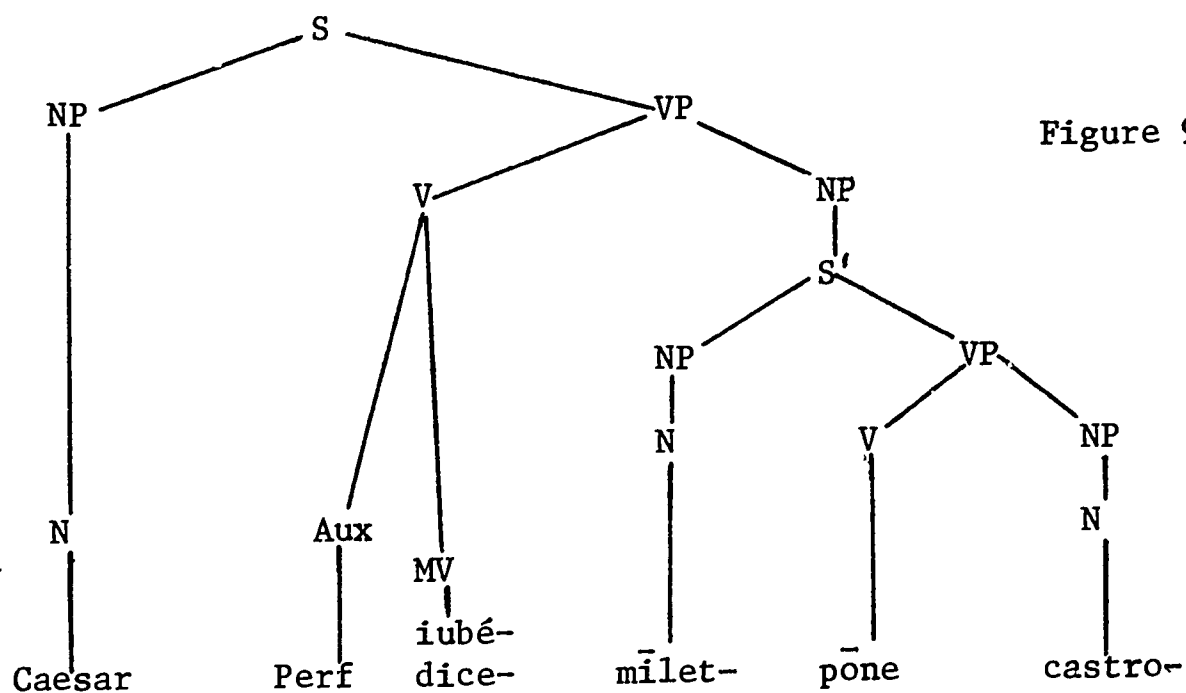 S
NP VP
Figure 9
V NP
S'
NP VP
N V NP
N Aux N
MV
iubé-
Caesar Perf dice- mīlet- pōne castro-